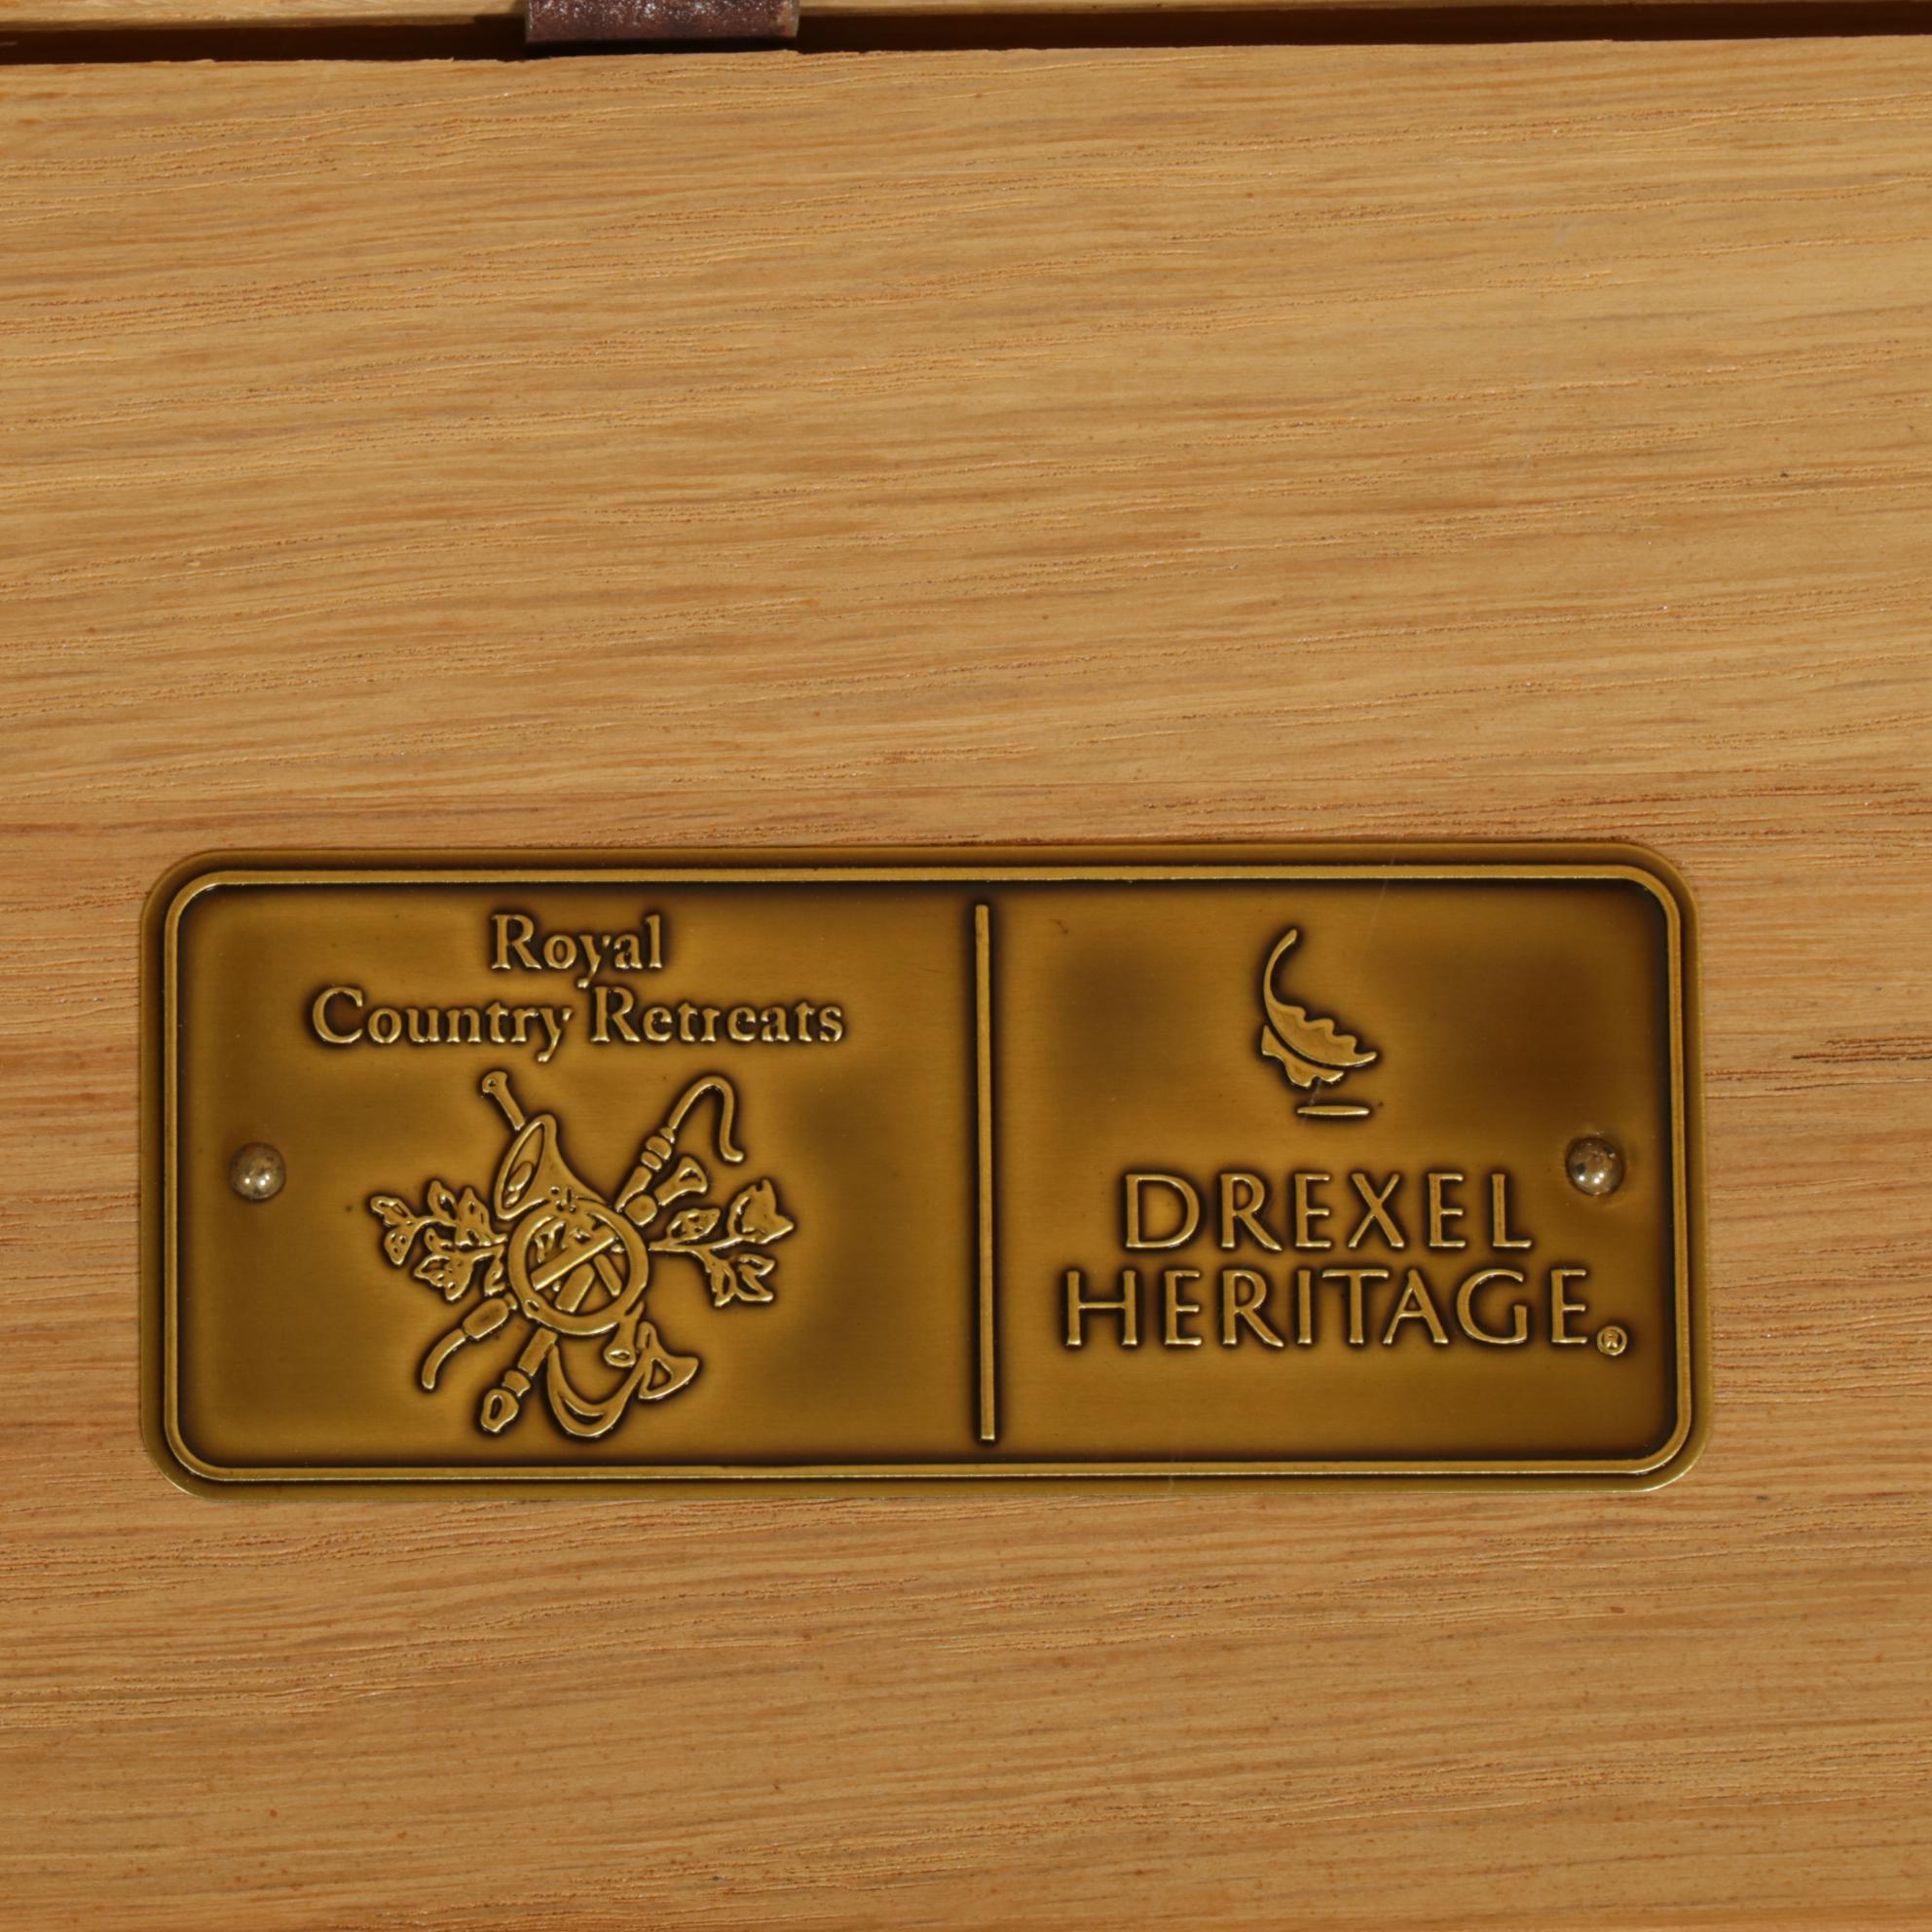 Royal
Country Retreats
DREXEL
HERITAGE®